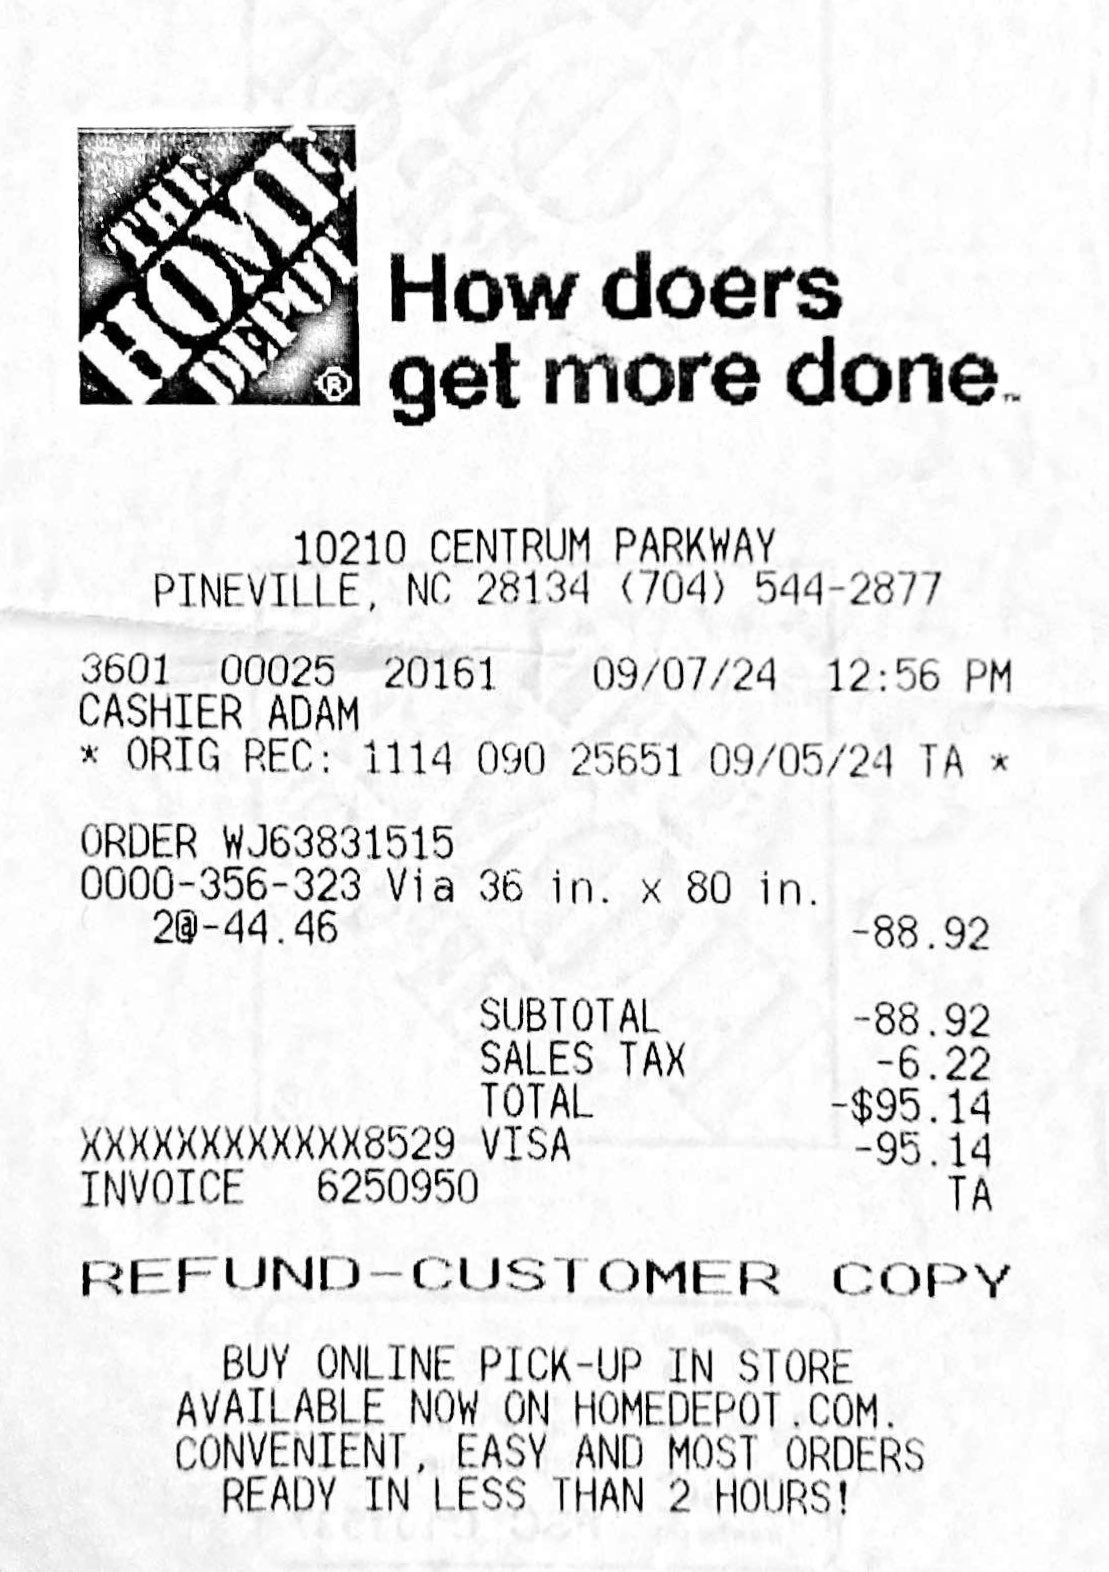 THE
HOME
DEPOT
®
How doers
get more done.™
10210 CENTRUM PARKWAY
PINEVILLE, NC 28134 (704) 544-2877
3601 00025 20161 09/07/24 12:56 PM
CASHIER ADAM
* ORIG REC: 1114 090 25651 09/05/24 TA *
ORDER WJ63831515
0000-356-323 Via 36 in. x 80 in.
2@-44.46 -88.92
SUBTOTAL -88.92
SALES TAX -6.22
TOTAL -$95.14
XXXXXXXXXXXX8529 VISA -95.14
INVOICE 6250950 TA
REFUND-CUSTOMER COPY
BUY ONLINE PICK-UP IN STORE
AVAILABLE NOW ON HOMEDEPOT.COM.
CONVENIENT, EASY AND MOST ORDERS
READY IN LESS THAN 2 HOURS!